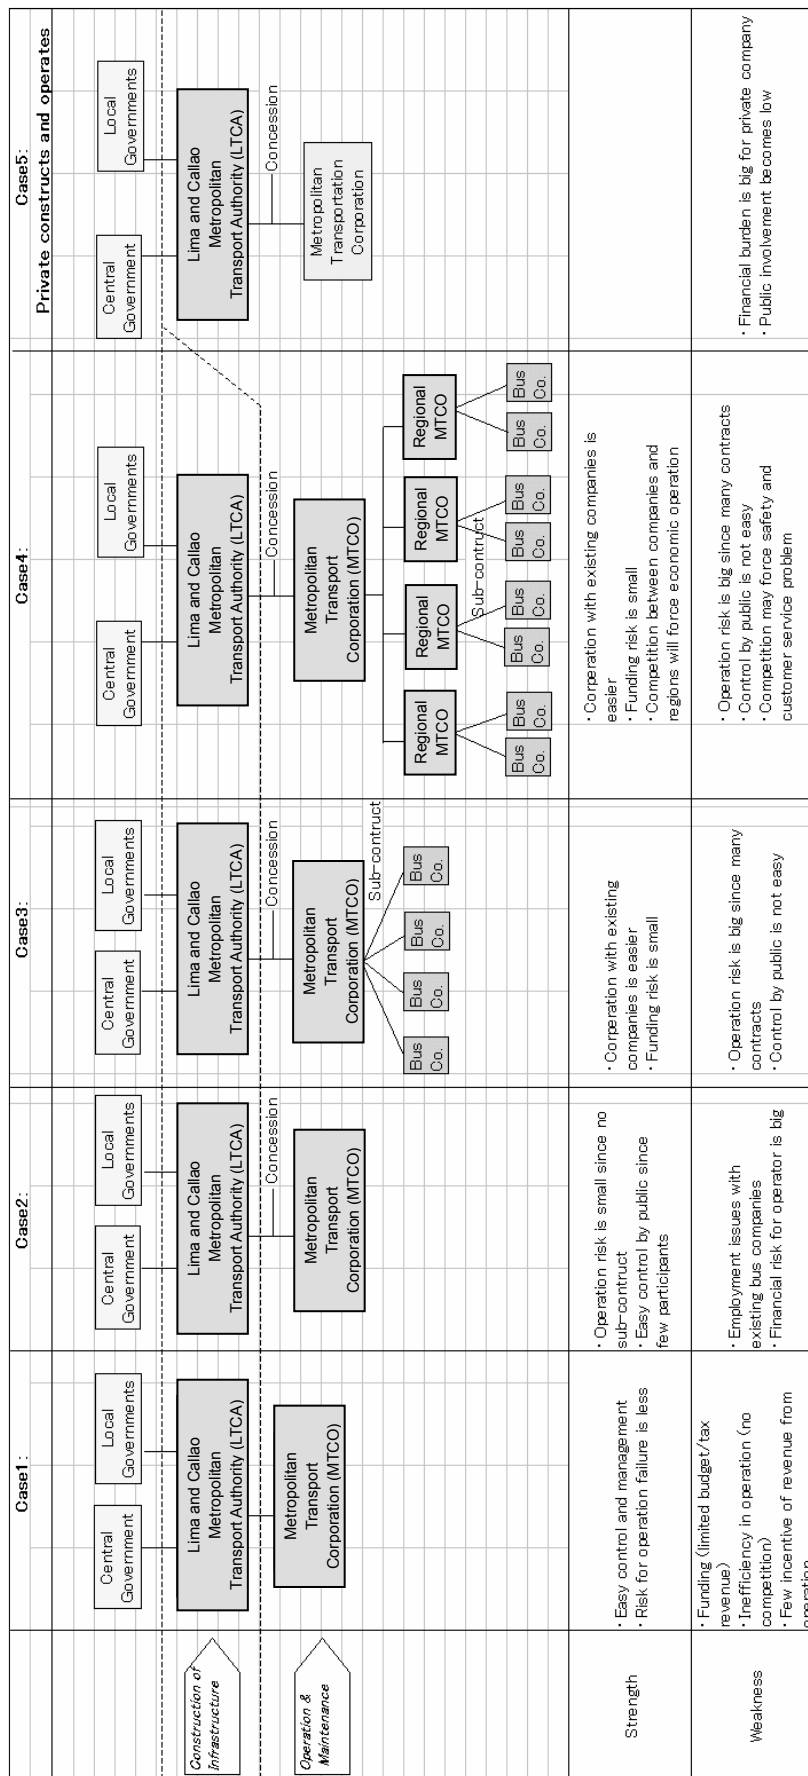 Case1:
Central
Government
Local
Governments
Lima and Callao
Metropolitan
Transport Authority (LTCA)
Metropolitan
Transport
Corporation (MTCO)
Case2:
Central
Government
Local
Governments
Lima and Callao
Metropolitan
Transport Authority (LTCA)
Concession
Metropolitan
Transport
Corporation (MTCO)
Case3:
Central
Government
Local
Governments
Lima and Callao
Metropolitan
Transport Authority (LTCA)
Concession
Metropolitan
Transport
Corporation (MTCO)
Sub-contruct
Bus
Co.
Bus
Co.
Bus
Co.
Bus
Co.
Case4:
Central
Government
Local
Governments
Lima and Callao
Metropolitan
Transport Authority (LTCA)
Concession
Metropolitan
Transport
Corporation (MTCO)
Regional
MTCO
Regional
MTCO
Regional
MTCO
Regional
MTCO
Sub-contruct
Bus
Co.
Bus
Co.
Bus
Co.
Bus
Co.
Bus
Co.
Bus
Co.
Bus
Co.
Bus
Co.
Case5:
Private constructs and operates
Central
Government
Local
Governments
Lima and Callao
Metropolitan
Transport Authority (LTCA)
Concession
Metropolitan
Transportation
Corporation
Construction of
Infrastructure
Operation &
Maintenance
Strength
・Easy control and management
・Risk for operation failure is less
・Operation risk is small since no
sub-contruct
・Easy control by public since
few participants
・Corperation with existing
companies is easier
・Funding risk is small
・Corperation with existing companies is
easier
・Funding risk is small
・Competition between companies and
regions will force economic operation
Weakness
・Funding (limited budget/tax
revenue)
・Inefficiency in operation (no
competition)
・Few incentive of revenue from
operation
・Employment issues with
existing bus companies
・Financial risk for operator is big
・Operation risk is big since many
contracts
・Control by public is not easy
・Operation risk is big since many contracts
・Control by public is not easy
・Competition may force safety and
customer service problem
・Financial burden is big for private company
・Public involvement becomes low